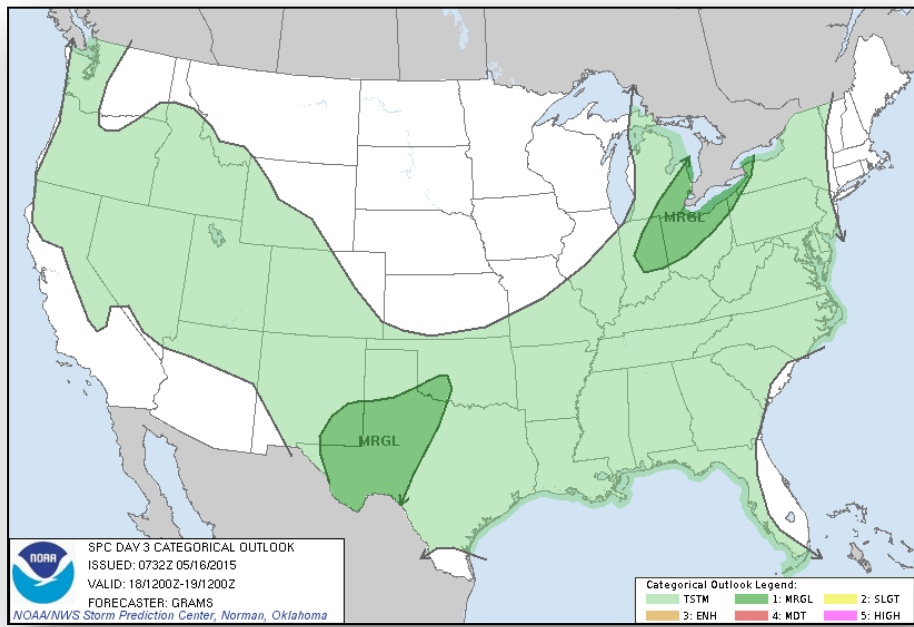 MRGL
MRGL
NOAA
SPC DAY 3 CATEGORICAL OUTLOOK
ISSUED: 0732Z 05/16/2015
VALID: 18/1200Z-19/1200Z
FORECASTER: GRAMS
NOAA/NWS Storm Prediction Center, Norman, Oklahoma
Categorical Outlook Legend:
TSTM 1: MRGL 2: SLGT
3: ENH 4: MDT 5: HIGH